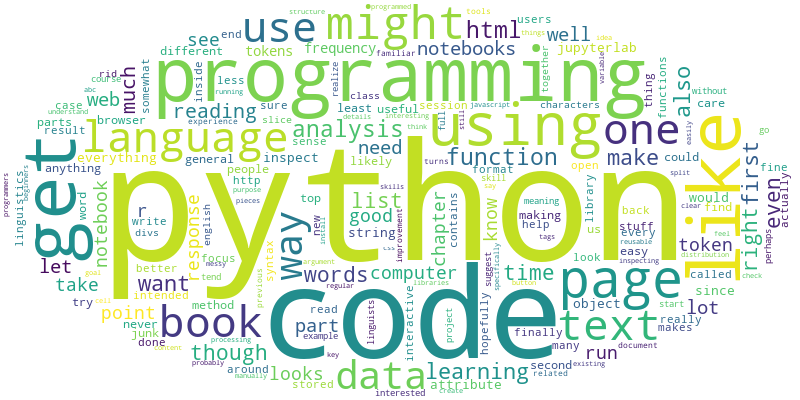 python
code
programming
using
like
get
might
use
page
language
text
data
book
one
way
html
web
see
tokens
frequency
notebooks
well
jupyterlab
also
much
reading
analysis
function
make
first
even
right
list
chapter
know
token
need
inspect
everything
notebook
response
words
computer
time
good
string
object
called
learning
attribute
run
lot
since
though
part
point
want
take
let
try
looks
junk
done
never
method
intended
finally
many
second
stored
around
interactive
hopefully
library
functions
characters
session
useful
least
sure
different
somewhat
browser
case
parts
result
anything
linguistics
general
people
http
likely
format
open
could
would
find
actually
perhaps
fine
go
thing
care
without
together
users
familiar
tools
programmed
things
idea
structure
end
rid
course
abc
understand
running
inside
less
slice
sense
class
realize
experience
details
interesting
javascript
full
still
think
variable
easily
split
clear
inspecting
reusable
feel
distribution
check
start
document
existing
related
project
create
manually
key
probably
interested
example
linguists
regular
read
argument
libraries
button
css
improvement
skills
skill
turns
say
suggest
specifically
contains
making
help
new
top
english
write
divs
r
word
better
tend
goal
cell
content
processing
previous
focus
syntax
purpose
pieces
messy
install
beginners
programmers
meaning
tags
back
us
stuff
every
easy
look
really
makes